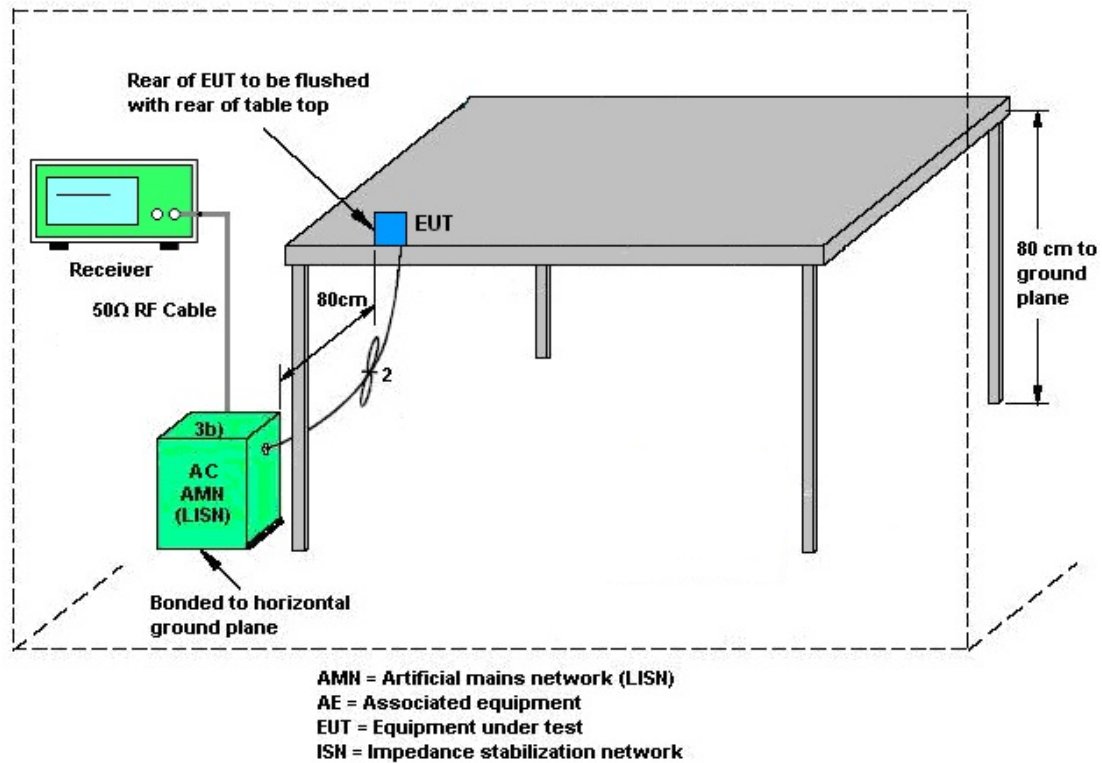 Rear of EUT to be flushed
with rear of table top
EUT
Receiver
50Ω RF Cable
80cm
2
80 cm to
ground
plane
3b)
AC
AMN
(LISN)
Bonded to horizontal
ground plane
AMN = Artificial mains network (LISN)
AE = Associated equipment
EUT = Equipment under test
ISN = Impedance stabilization network